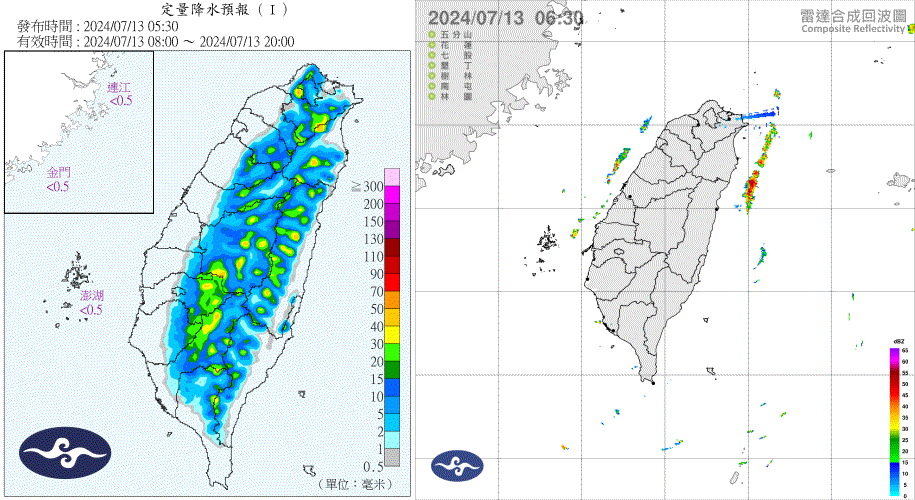 定量降水預報（Ｉ）
發布時間：2024/07/13 05:30
有效時間：2024/07/13 08:00 ～ 2024/07/13 20:00
連江
<0.5
金門
<0.5
澎湖
<0.5
≧300
200
150
130
110
90
70
50
40
30
20
15
10
5
2
1
0.5
（單位：毫米）
2024/07/13 06:30
雷達合成回波圖
Composite Reflectivity
五分山
花蓮
七股
墾丁
樹林
南屯
林園
dBZ
65
60
55
50
45
40
35
30
25
20
15
10
5
0